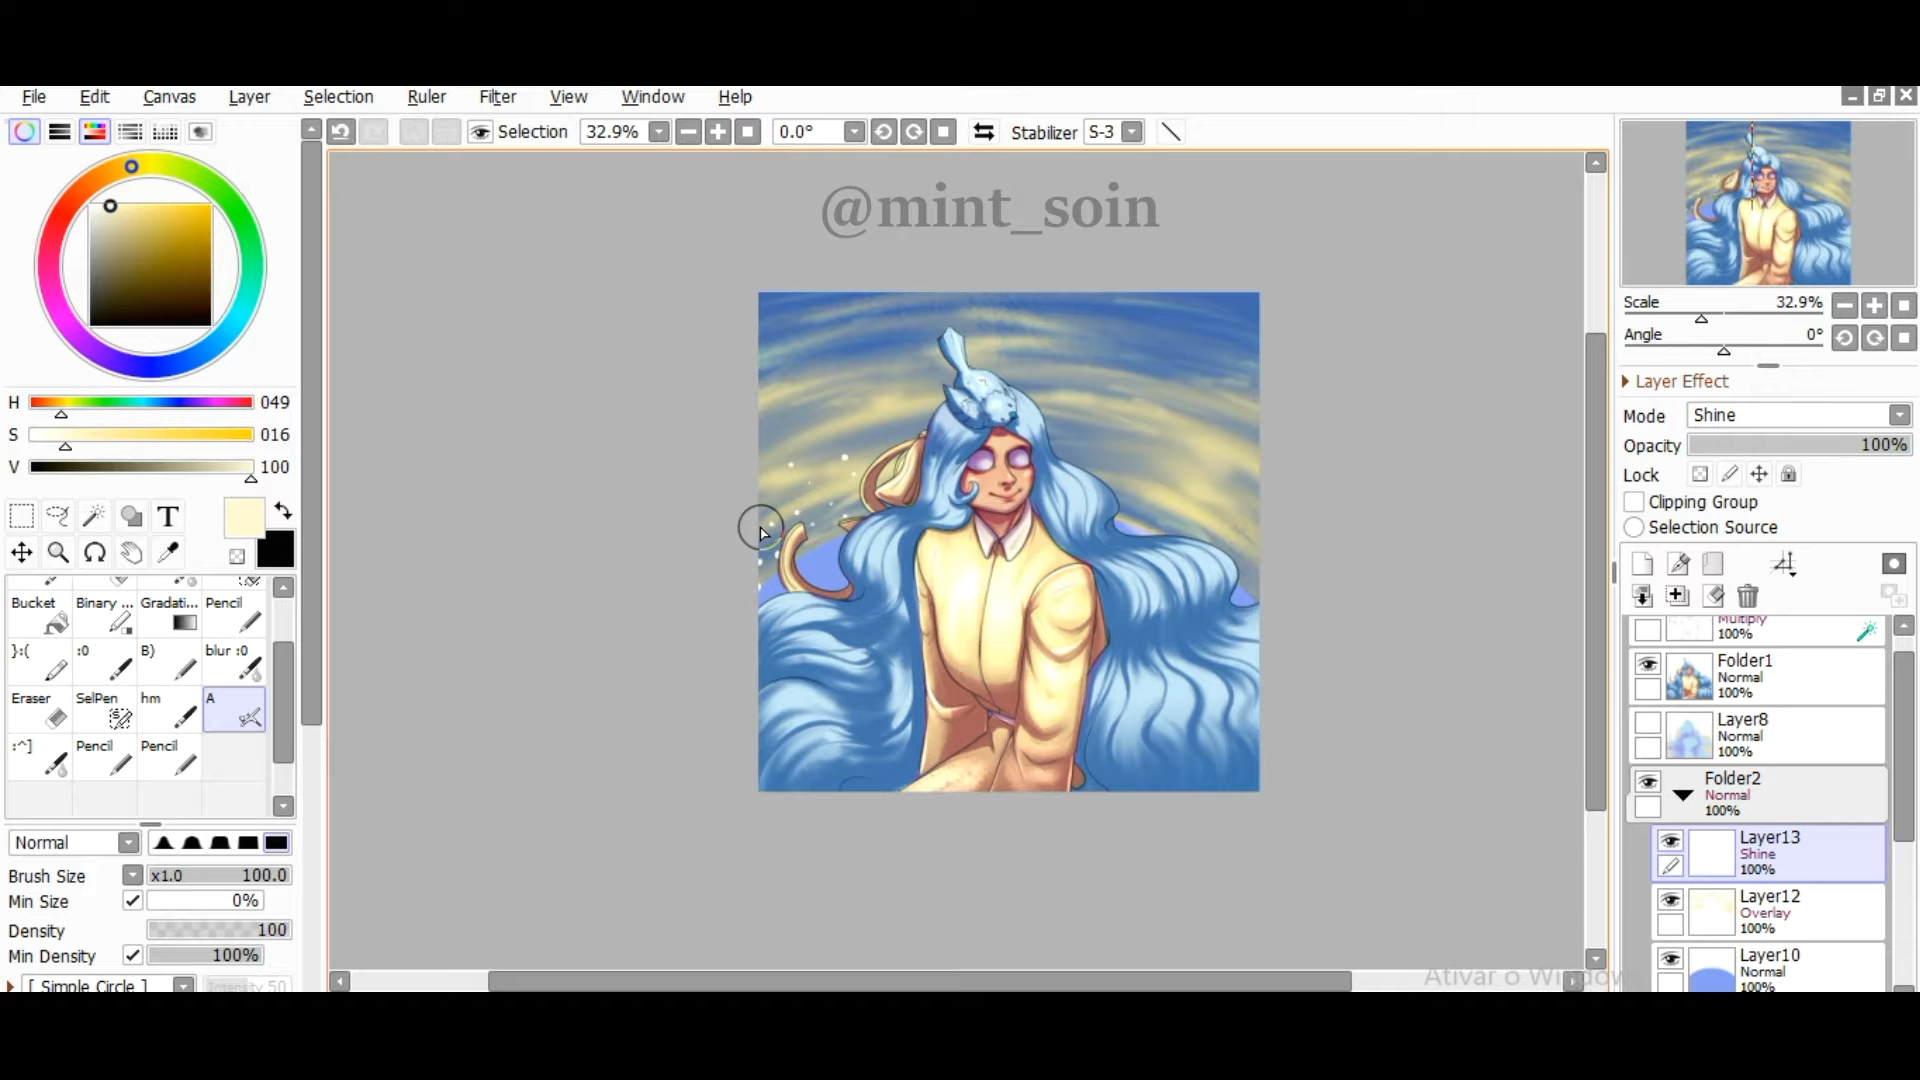 File Edit Canvas Layer Selection Ruler Filter View Window Help
Selection 32.9% 0.0° Stabilizer S-3
@mint_soin
Scale 32.9%
Angle 0°
Layer Effect
Mode Shine
Opacity 100%
Lock
Clipping Group
Selection Source
H 049
S 016
V 100
T
Bucket Binary ... Gradati... Pencil
}:( :0 B) blur :0
Eraser SelPen hm A
:^] Pencil Pencil
Normal
Brush Size x1.0 100.0
Min Size 0%
Density 100
Min Density 100%
[ Simple Circle ] Intensity 50
Multiply
100%
Folder1
Normal
100%
Layer8
Normal
100%
Folder2
Normal
100%
Layer13
Shine
100%
Layer12
Overlay
100%
Layer10
Normal
100%
Ativar o Windows